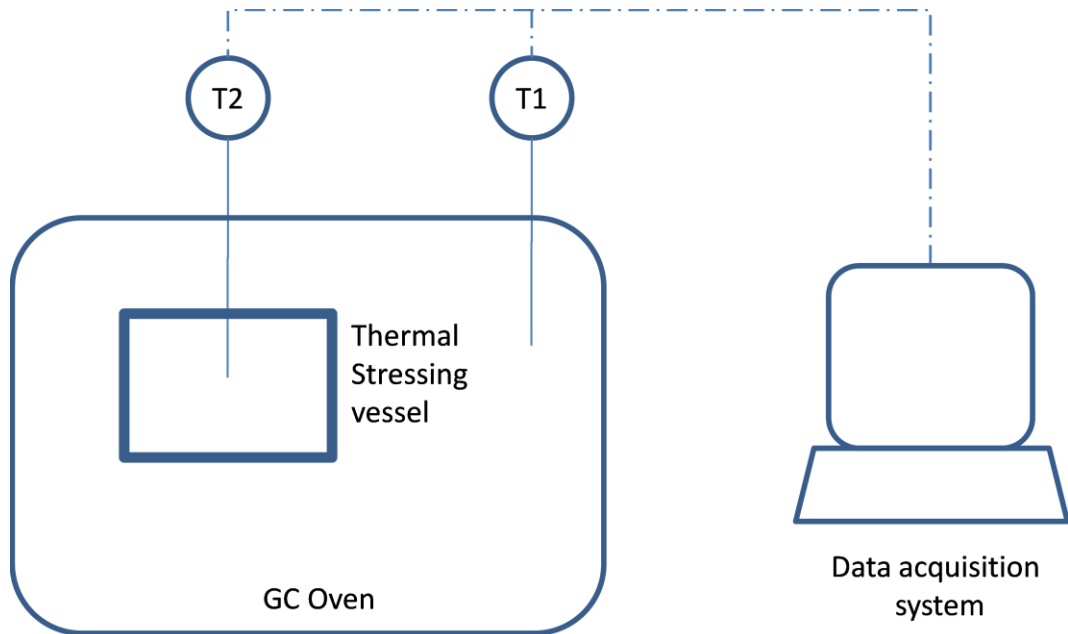 T2
T1
Thermal
Stressing
vessel
GC Oven
Data acquisition
system